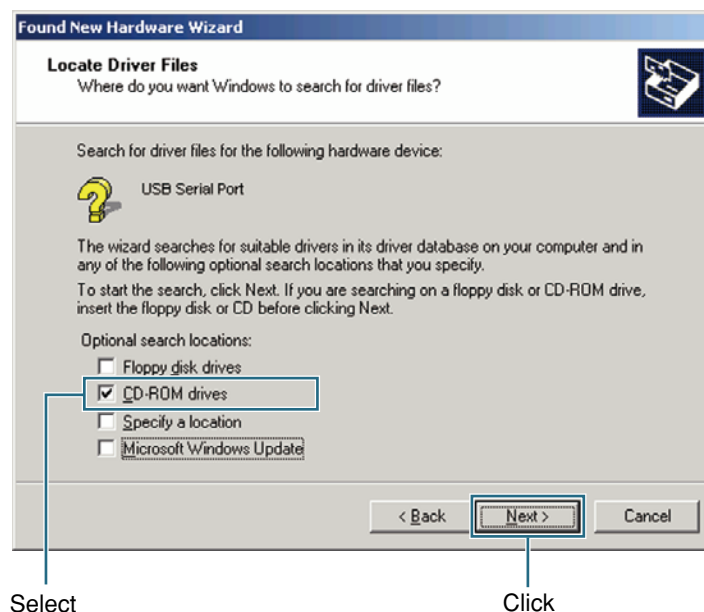 Found New Hardware Wizard
Locate Driver Files
Where do you want Windows to search for driver files?
Search for driver files for the following hardware device:
USB Serial Port
The wizard searches for suitable drivers in its driver database on your computer and in
any of the following optional search locations that you specify.
To start the search, click Next. If you are searching on a floppy disk or CD-ROM drive,
insert the floppy disk or CD before clicking Next.
Optional search locations:
Floppy disk drives
CD-ROM drives
Specify a location
Microsoft Windows Update
< Back Next > Cancel
Select Click